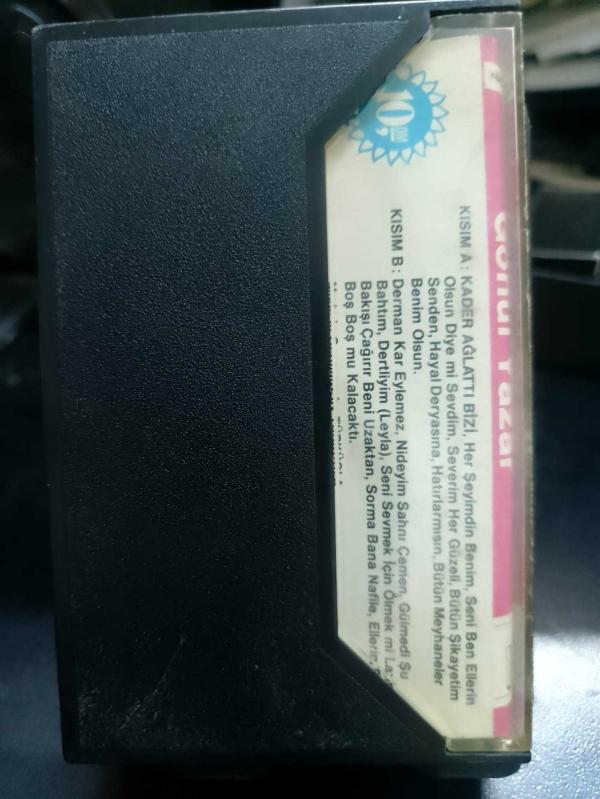 Gönül Yazar
KISIM A : KADER AĞLATTI BİZİ, Her Şeyimdin Benim, Seni Ben Ellerin
Olsun Diye mi Sevdim, Severim Her Güzeli, Bütün Şikayetim
Senden, Hayal Deryasına, Hatırlarmısın, Bütün Meyhaneler
Benim Olsun.
KISIM B : Derman Kar Eylemez, Nideyim Sahnı Çemen, Gülmedi Şu
Bahtım, Dertliyim (Leyla), Seni Sevmek İçin Ölmek mi
Bakışı Çağırır Beni Uzaktan, Sorma Bana Nafile,
Boş Boş mu Kalacaktı.
10,